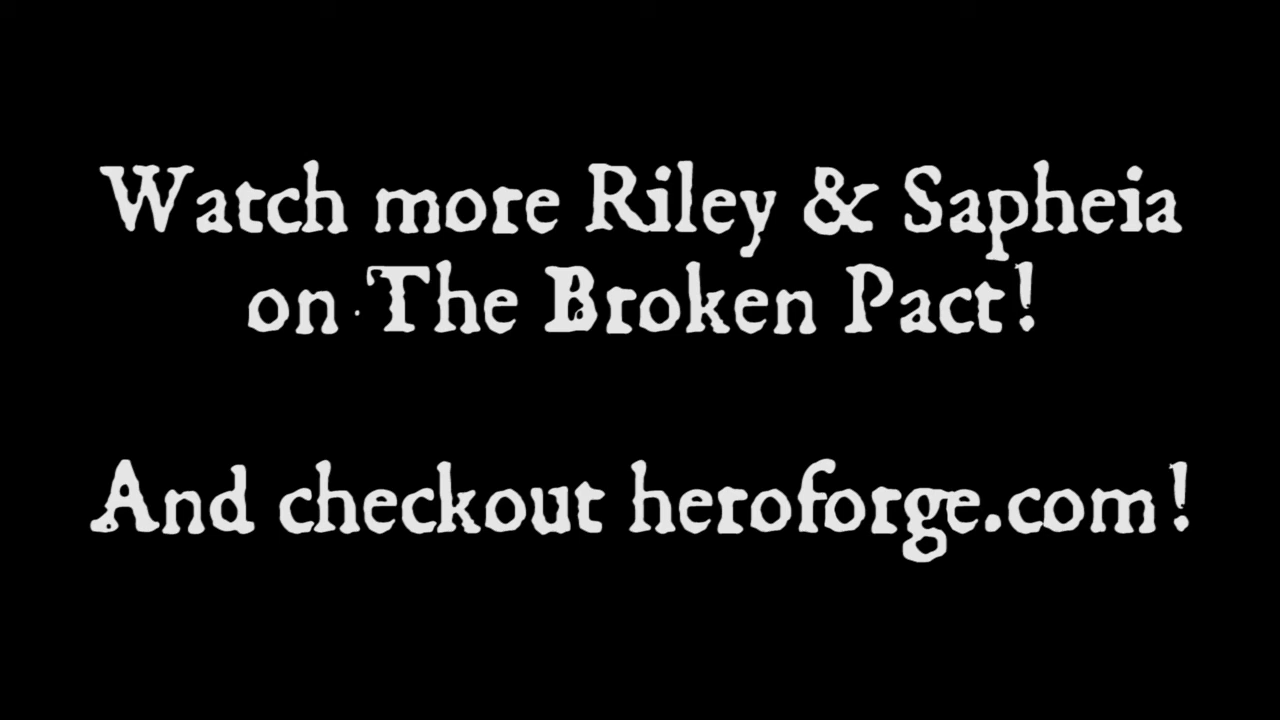 Watch more Riley & Sapheia
on The Broken Pact!
And checkout heroforge.com!